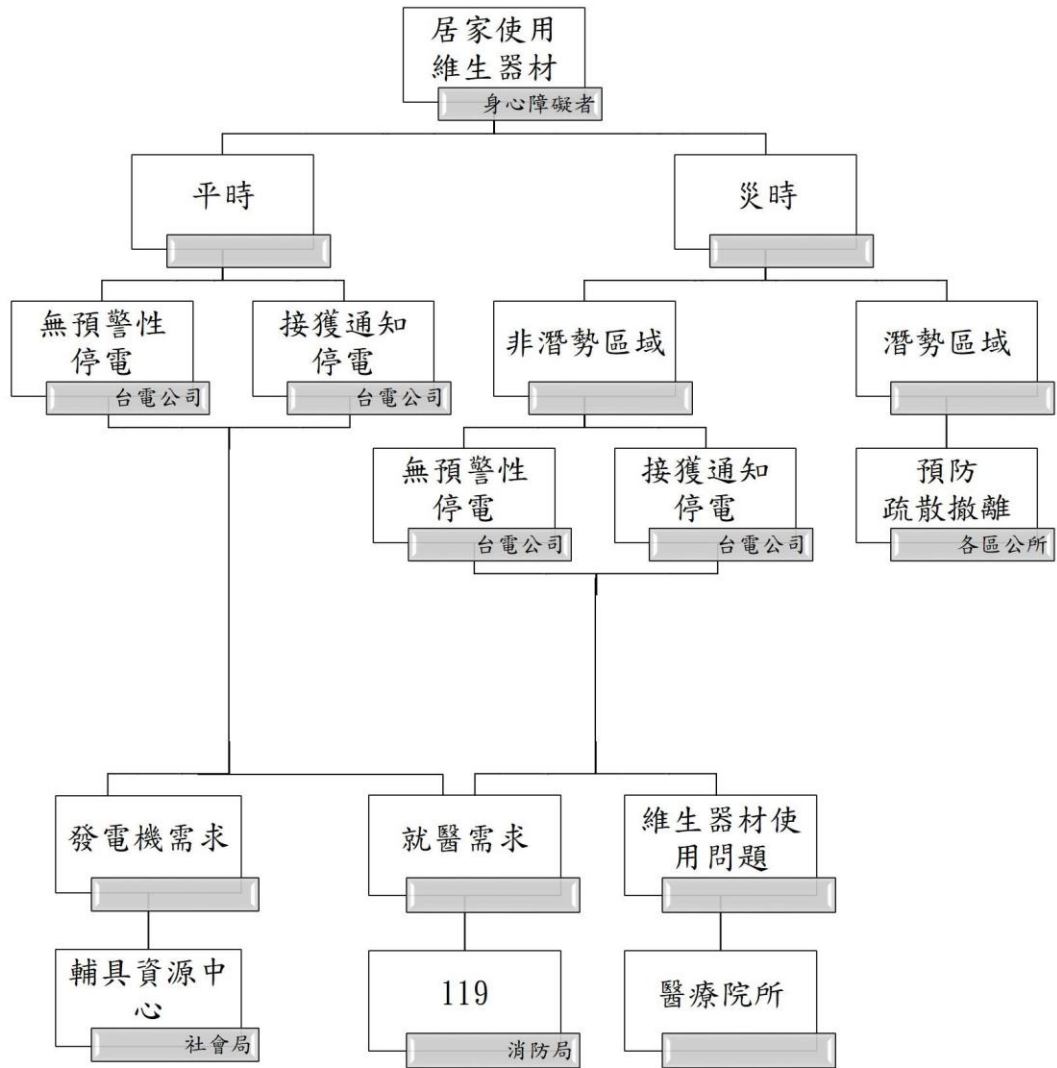 居家使用
維生器材
身心障礙者
平時
災時
無預警性
停電
台電公司
接獲通知
停電
台電公司
非潛勢區域
潛勢區域
無預警性
停電
台電公司
接獲通知
停電
台電公司
預防
疏散撤離
各區公所
發電機需求
就醫需求
維生器材使
用問題
輔具資源中
心
社會局
119
消防局
醫療院所